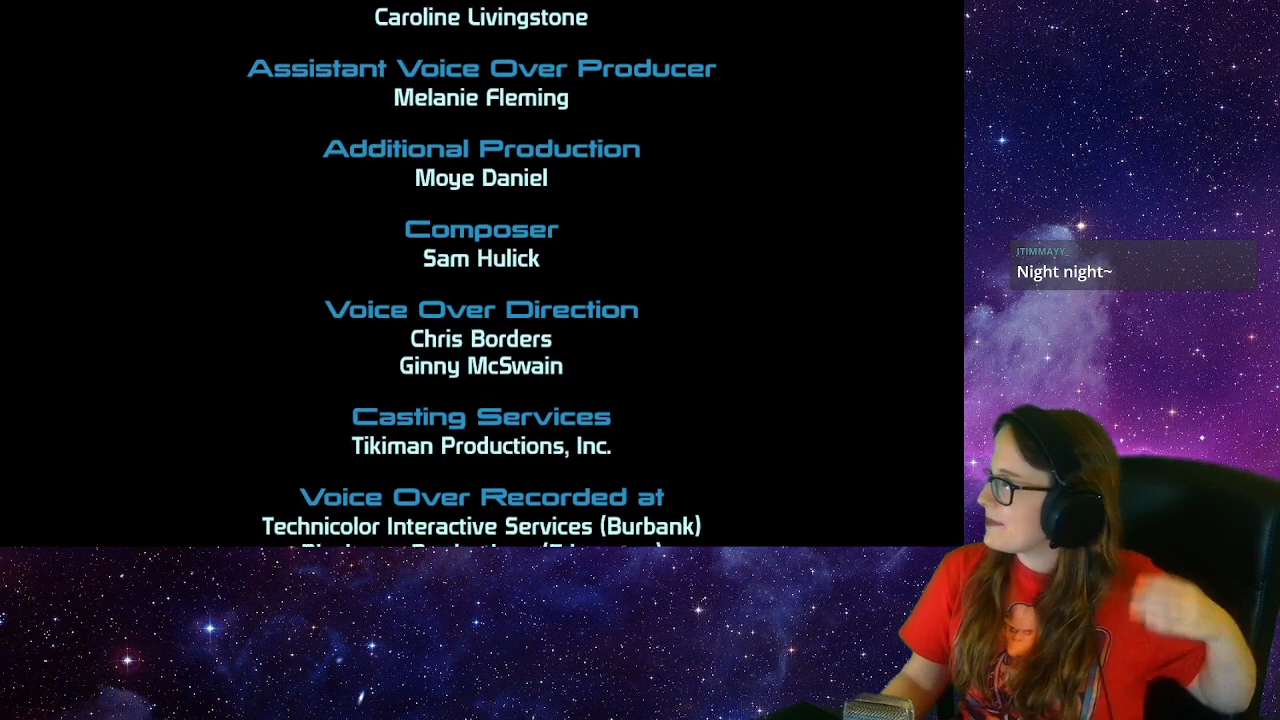 Caroline Livingstone
Assistant Voice Over Producer
Melanie Fleming
Additional Production
Moye Daniel
Composer
Sam Hulick
Voice Over Direction
Chris Borders
Ginny McSwain
Casting Services
Tikiman Productions, Inc.
Voice Over Recorded at
Technicolor Interactive Services (Burbank)
JTIMMAYY_
Night night~